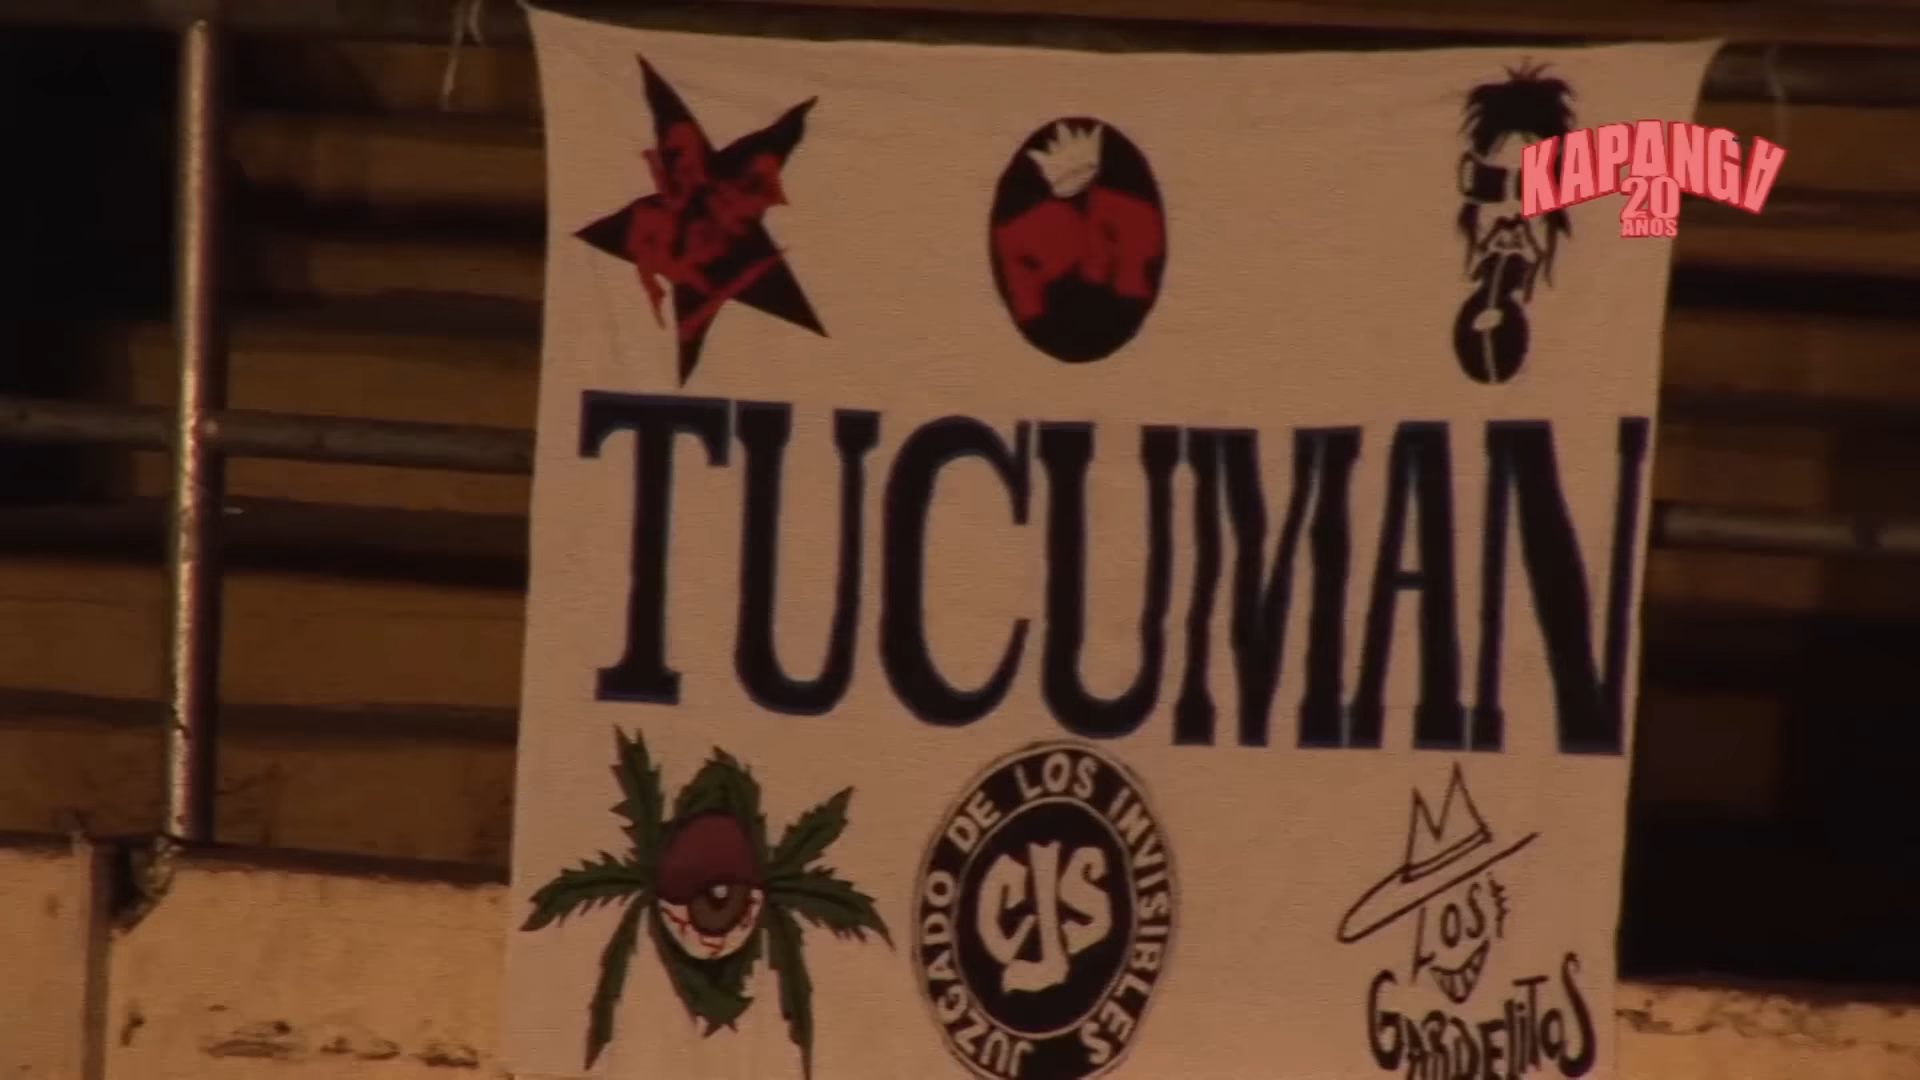 KAPANGA
20
AÑOS
TUCUMAN
JUZGADO DE LOS INVISIBLES
CJS
LOS
GARDELITOS